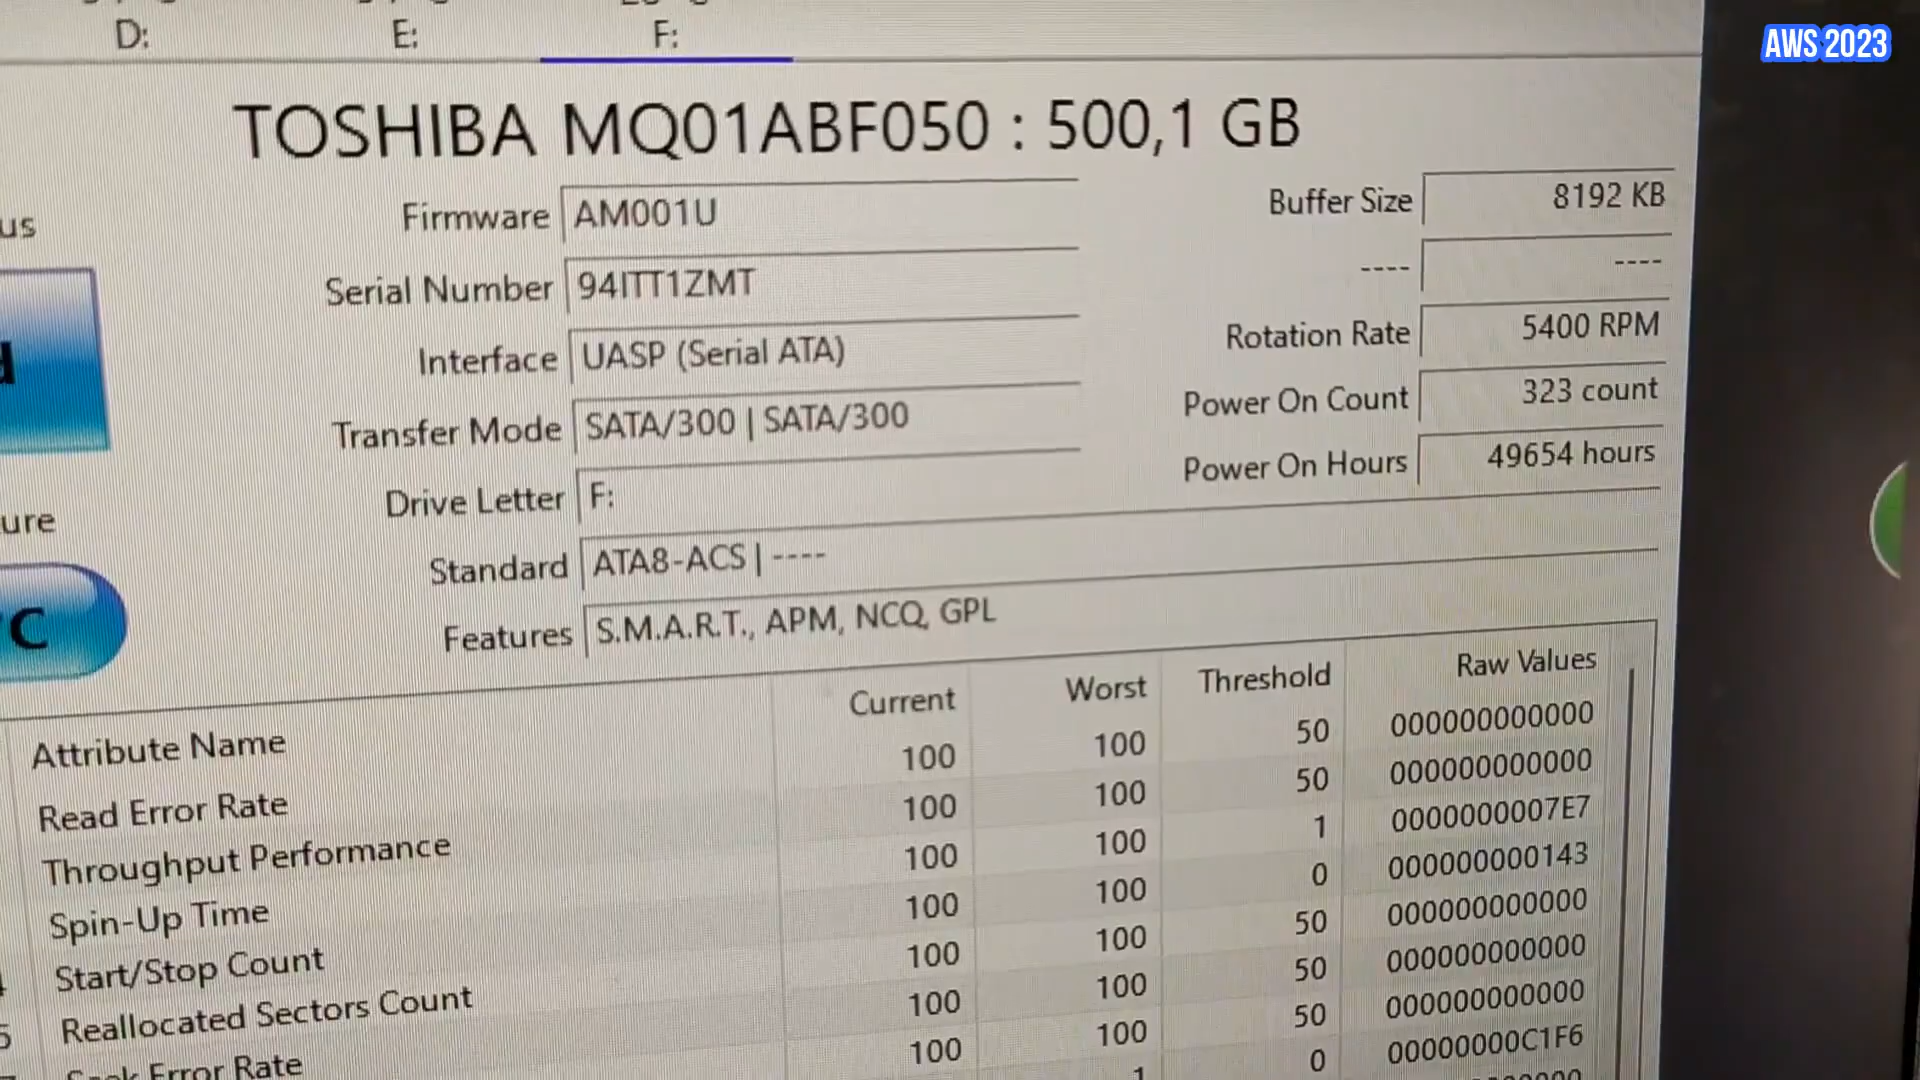 D: E: F:
AWS 2023
TOSHIBA MQ01ABF050 : 500,1 GB
Firmware AM001U
Buffer Size 8192 KB
us
Serial Number 94ITT1ZMT
---- ----
Interface UASP (Serial ATA)
Rotation Rate 5400 RPM
Transfer Mode SATA/300 | SATA/300
Power On Count 323 count
Drive Letter F:
Power On Hours 49654 hours
ure
Standard ATA8-ACS | ----
C
Features S.M.A.R.T., APM, NCQ, GPL
Attribute Name Current Worst Threshold Raw Values
Read Error Rate 100 100 50 000000000000
Throughput Performance 100 100 50 000000000000
Spin-Up Time 100 100 1 0000000007E7
Start/Stop Count 100 100 0 000000000143
Reallocated Sectors Count 100 100 50 000000000000
Error Rate 100 100 50 000000000000
100 100 50 000000000000
1 0 00000000C1F6